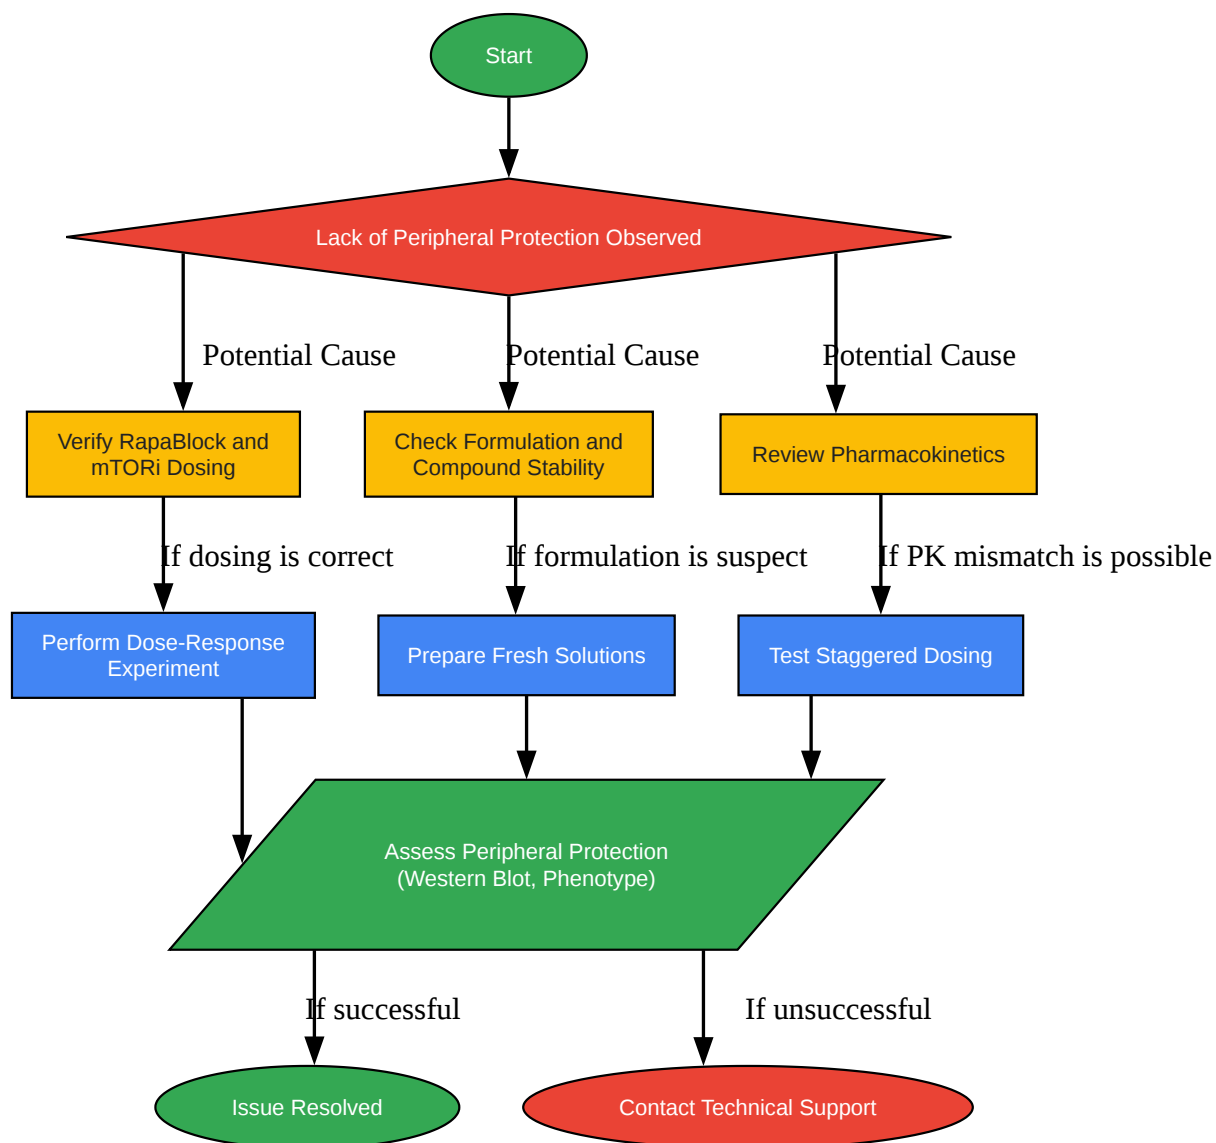 Start
Lack of Peripheral Protection Observed
Potential Cause
Potential Cause
Potential Cause
Verify RapaBlock and
mTORi Dosing
Check Formulation and
Compound Stability
Review Pharmacokinetics
If dosing is correct
If formulation is suspect
If PK mismatch is possible
Perform Dose-Response
Experiment
Prepare Fresh Solutions
Test Staggered Dosing
Assess Peripheral Protection
(Western Blot, Phenotype)
If successful
If unsuccessful
Issue Resolved
Contact Technical Support